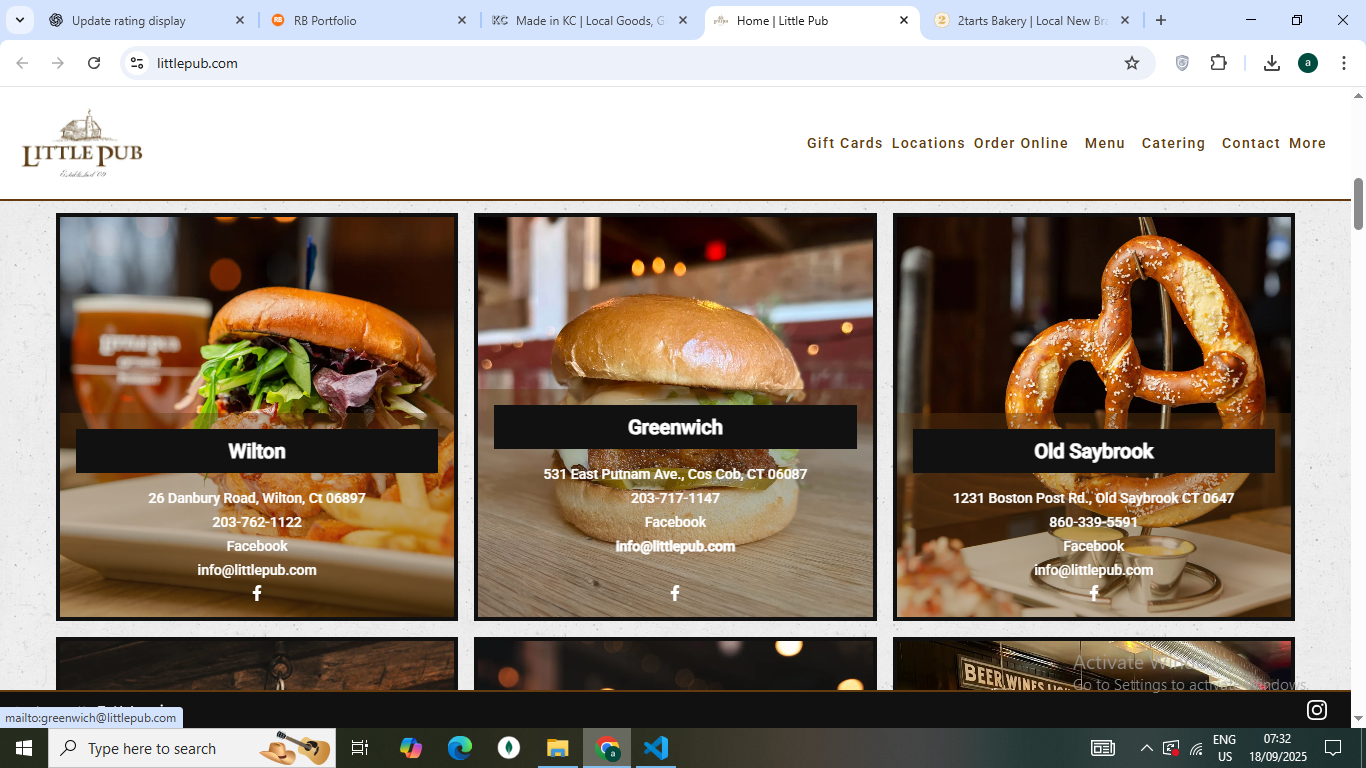 Update rating display
RB Portfolio
Made in KC | Local Goods, G
Home | Little Pub
2tarts Bakery | Local New Bra
littlepub.com
a
LITTLE PUB
Established '09
Gift Cards Locations Order Online Menu Catering Contact More
Wilton
26 Danbury Road, Wilton, Ct 06897
203-762-1122
Facebook
info@littlepub.com
Greenwich
531 East Putnam Ave., Cos Cob, CT 06087
203-717-1147
Facebook
info@littlepub.com
Old Saybrook
1231 Boston Post Rd., Old Saybrook CT 0647
860-339-5591
Facebook
info@littlepub.com
BEER WINES
Activate Windows
Go to Settings to activate Windows.
mailto:greenwich@littlepub.com
Type here to search
ENG
US
07:32
18/09/2025